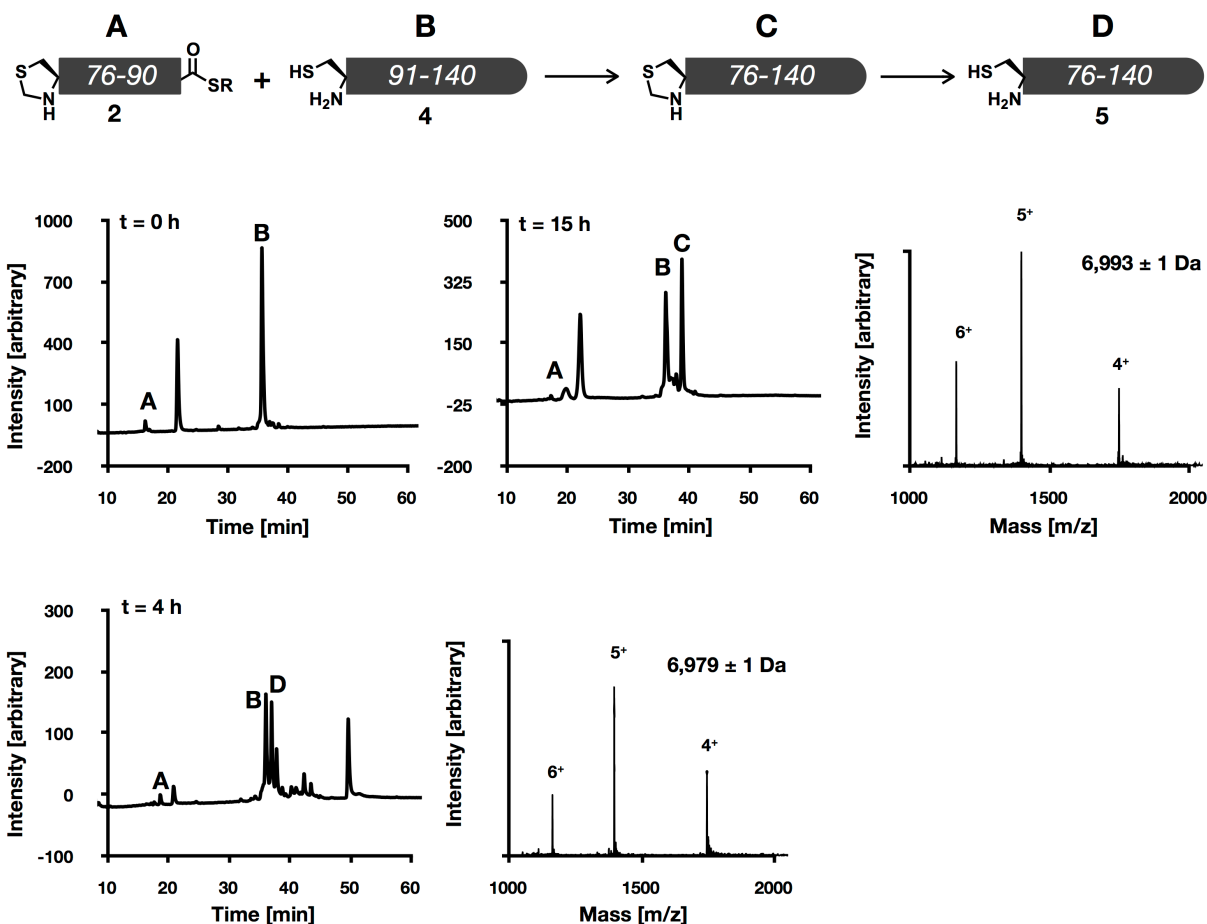 A B C D
S N H 76-90 O SR + HS H₂N 91-140 S N H 76-140 HS H₂N 76-140
2 4 5
t = 0 h
1000
700
400
100
-200
Intensity [arbitrary]
A
B
10 20 30 40 50 60
Time [min]
t = 15 h
500
325
150
-25
-200
A
B
C
10 20 30 40 50 60
Time [min]
Intensity [arbitrary]
6,993 ± 1 Da
6⁺
5⁺
4⁺
1000 1500 2000
Mass [m/z]
t = 4 h
300
200
100
0
-100
Intensity [arbitrary]
A
B
D
10 20 30 40 50 60
Time [min]
Intensity [arbitrary]
6,979 ± 1 Da
6⁺
5⁺
4⁺
1000 1500 2000
Mass [m/z]